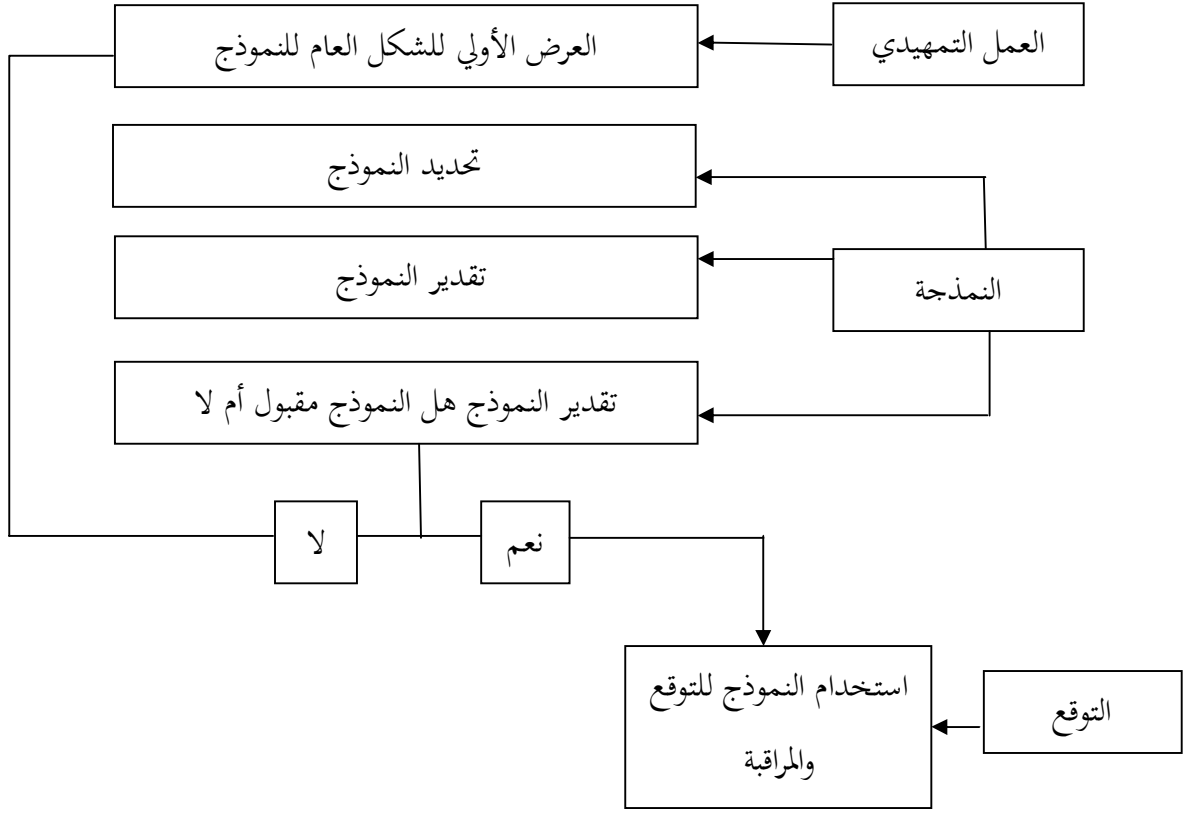 العمل التمهيدي
العرض الأولي للشكل العام للنموذج
تحديد النموذج
تقدير النموذج
النمذجة
تقدير النموذج هل النموذج مقبول أم لا
نعم
لا
استخدام النموذج للتوقع
والمراقبة
التوقع